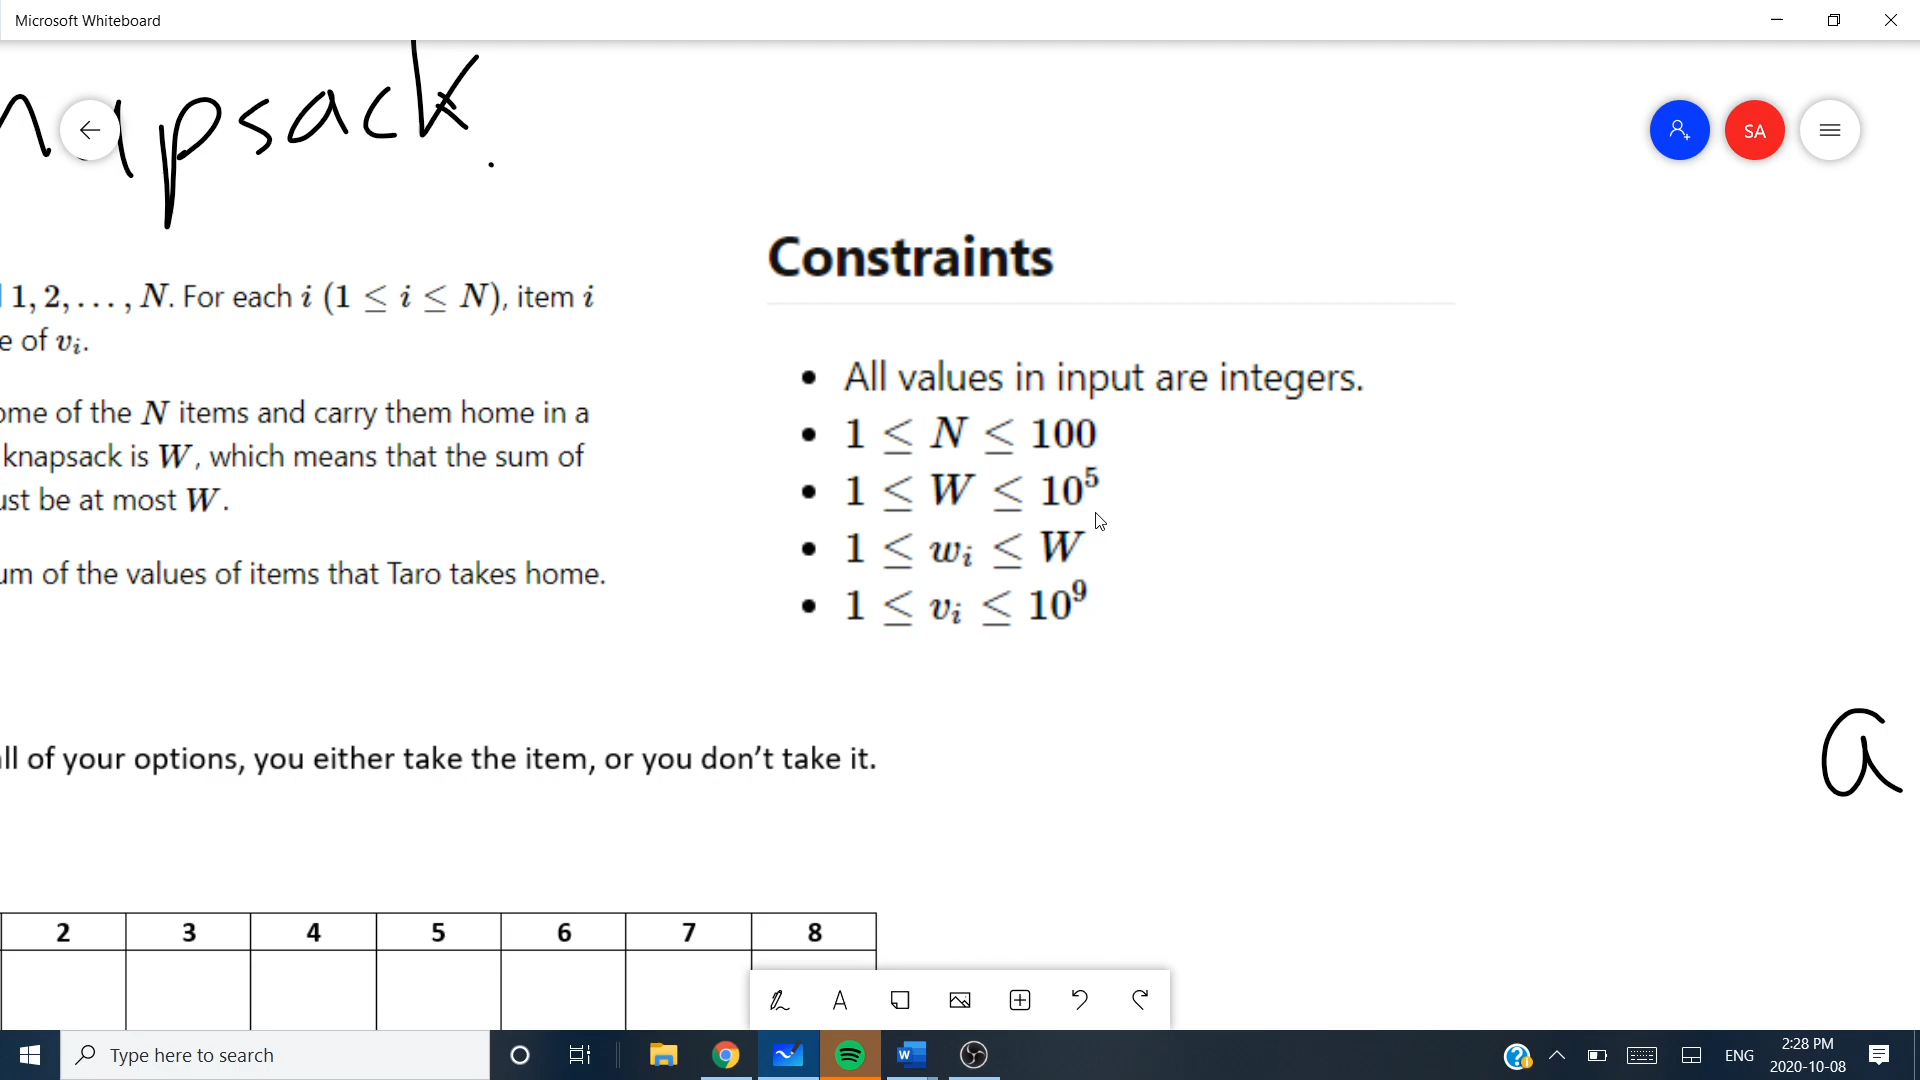 Microsoft Whiteboard
psack.
SA
Constraints
1, 2, . . . , N. For each i (1 ≤ i ≤ N), item i
of vᵢ.
of the N items and carry them home in a
knapsack is W, which means that the sum of
be at most W.
of the values of items that Taro takes home.
• All values in input are integers.
• 1 ≤ N ≤ 100
• 1 ≤ W ≤ 10⁵
• 1 ≤ wᵢ ≤ W
• 1 ≤ vᵢ ≤ 10⁹
a
of your options, you either take the item, or you don’t take it.
2 3 4 5 6 7 8
Type here to search
ENG
2:28 PM
2020-10-08